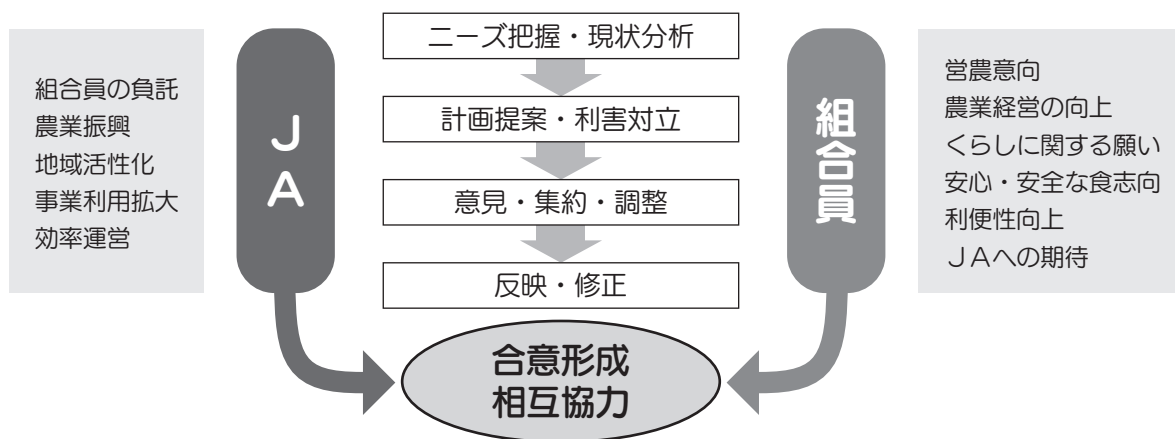 組合員の負託
農業振興
地域活性化
事業利用拡大
効率運営
ＪＡ
ニーズ把握・現状分析
計画提案・利害対立
意見・集約・調整
反映・修正
合意形成
相互協力
組合員
営農意向
農業経営の向上
くらしに関する願い
安心・安全な食志向
利便性向上
ＪＡへの期待